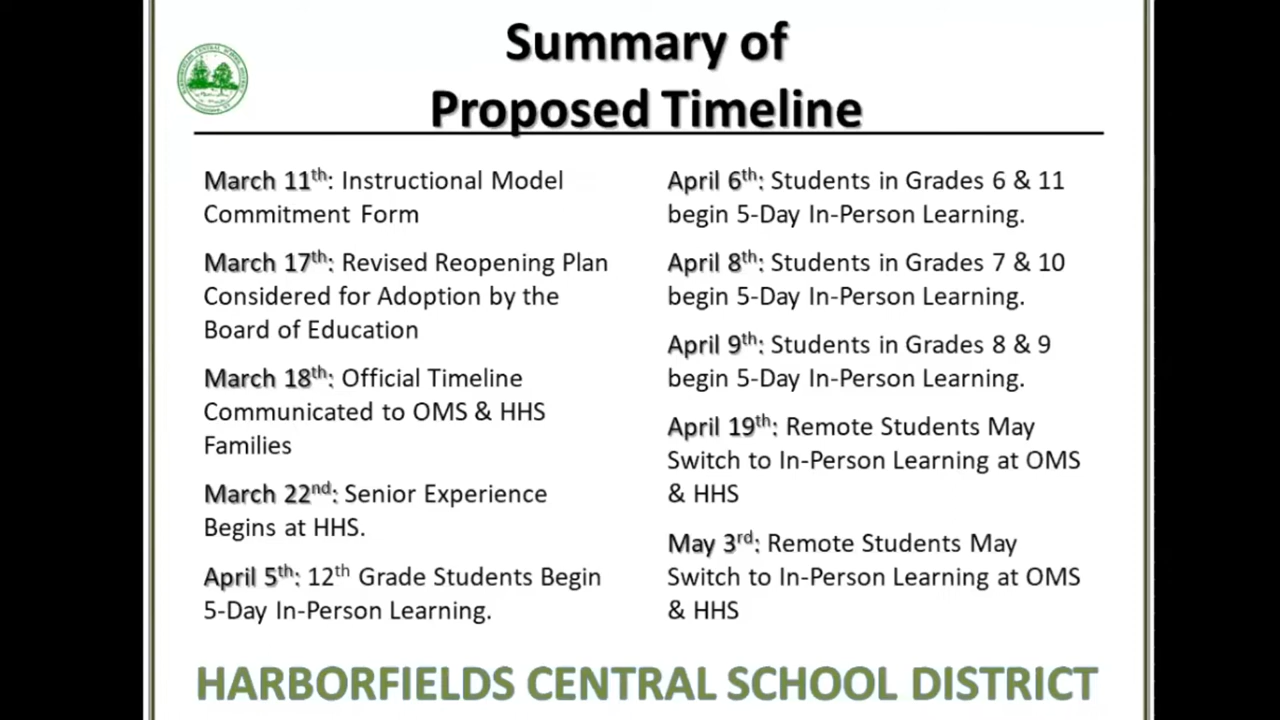 Summary of
Proposed Timeline
March 11th: Instructional Model
Commitment Form
March 17th: Revised Reopening Plan
Considered for Adoption by the
Board of Education
March 18th: Official Timeline
Communicated to OMS & HHS
Families
March 22nd: Senior Experience
Begins at HHS.
April 5th: 12th Grade Students Begin
5-Day In-Person Learning.
April 6th: Students in Grades 6 & 11
begin 5-Day In-Person Learning.
April 8th: Students in Grades 7 & 10
begin 5-Day In-Person Learning.
April 9th: Students in Grades 8 & 9
begin 5-Day In-Person Learning.
April 19th: Remote Students May
Switch to In-Person Learning at OMS
& HHS
May 3rd: Remote Students May
Switch to In-Person Learning at OMS
& HHS
HARBORFIELDS CENTRAL SCHOOL DISTRICT